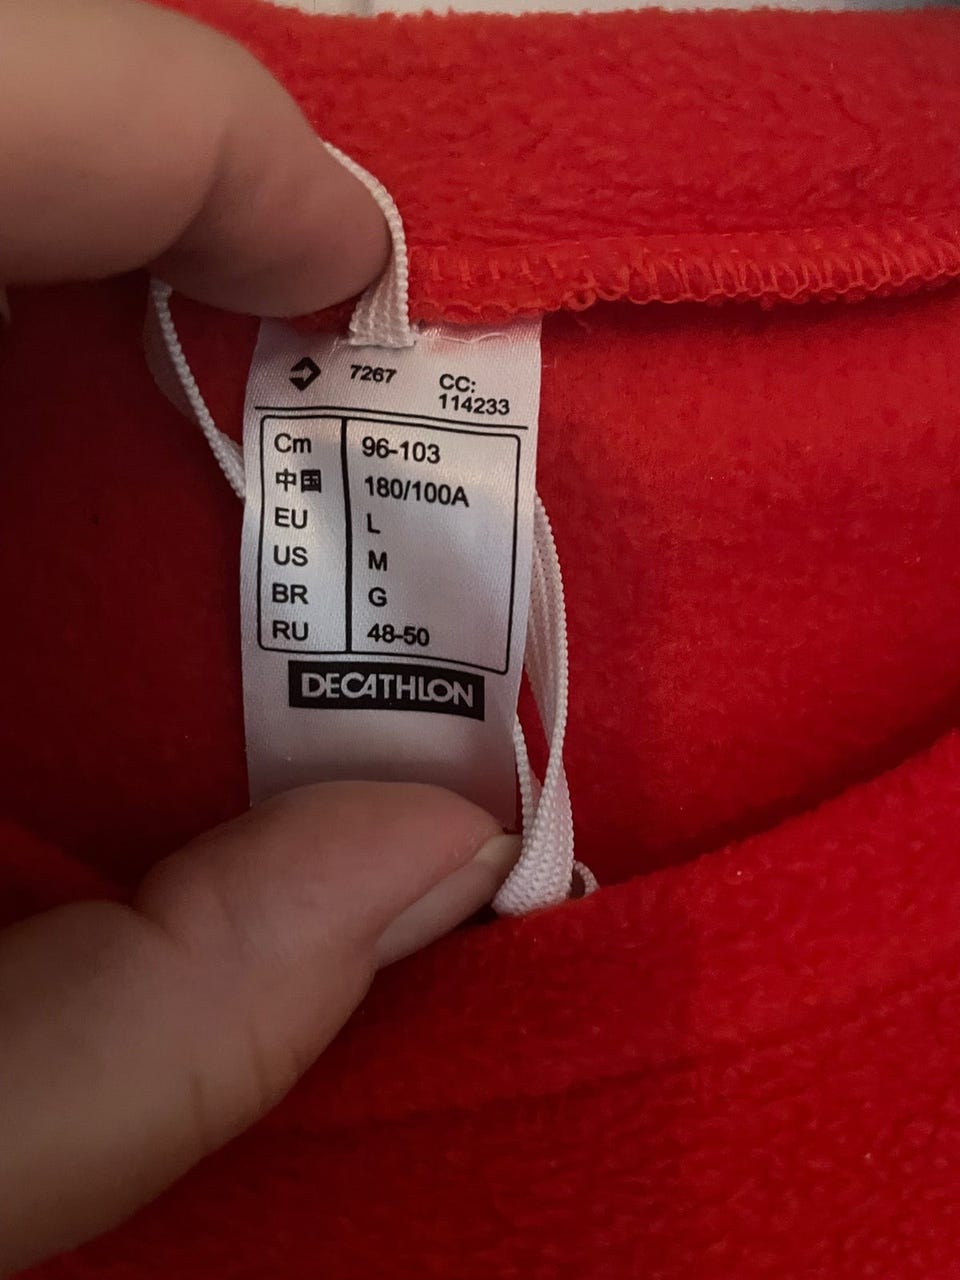 7267 CC:
114233
Cm 96-103
中国 180/100A
EU L
US M
BR G
RU 48-50
DECATHLON